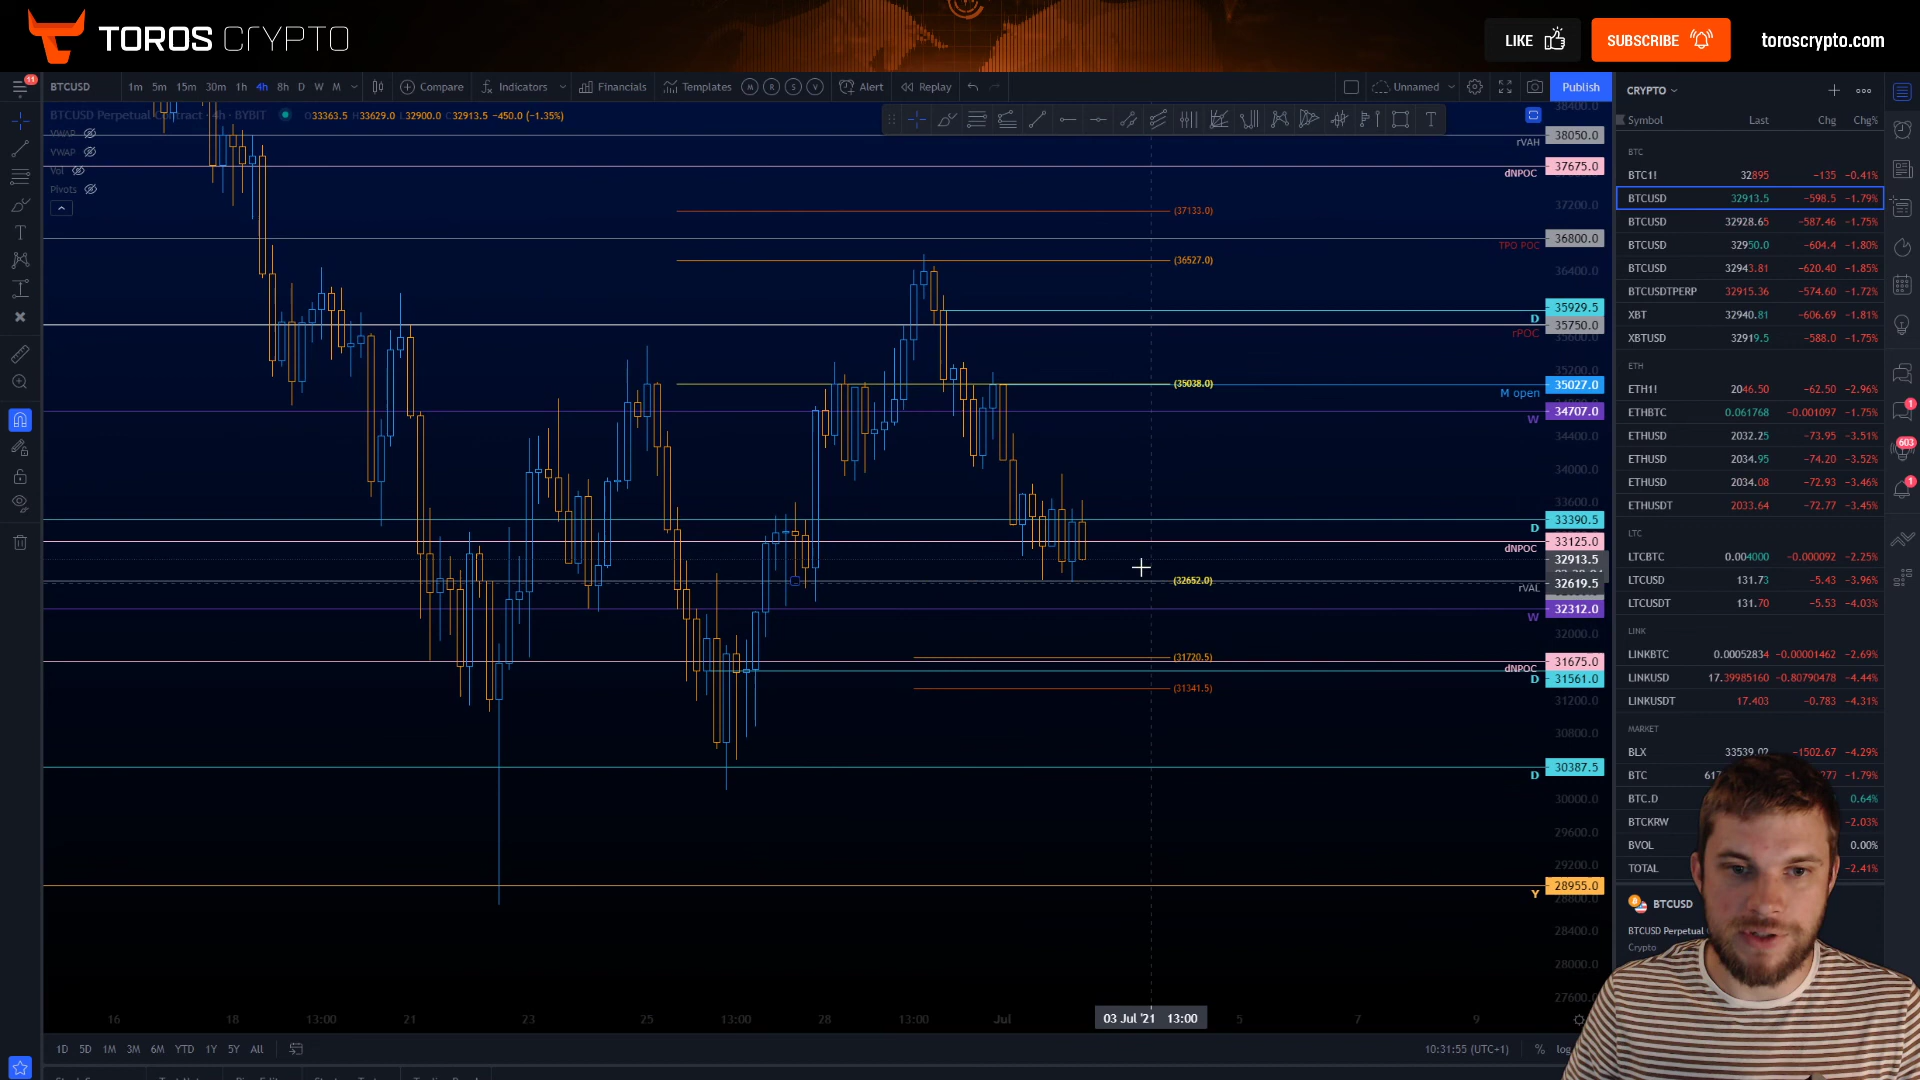 TOROS CRYPTO
LIKE
SUBSCRIBE
toroscrypto.com
11
BTCUSD
1m 5m 15m 30m 1h 4h 8h D W M
Compare
Indicators
Financials
Templates
M R S V
Alert
Replay
Unnamed
Publish
BTCUSD Perpetual Contract · 4h · BYBIT
O33363.5 H33629.0 L32900.0 C32913.5 −450.0 (−1.35%)
VWAP
VWAP
Vol
Pivots
38400.0
38050.0
rVAH
37675.0
dNPOC
37200.0
(37133.0)
36800.0
TPO POC
36400.0
(36527.0)
35929.5
D
35750.0
rPOC
35600.0
35200.0
(35038.0)
35027.0
M open
34707.0
W
34400.0
34000.0
33600.0
33390.5
D
33125.0
dNPOC
32913.5
(32652.0)
32619.5
rVAL
32312.0
W
32000.0
(31720.5)
31675.0
dNPOC
31561.0
D
(31341.5)
31200.0
30800.0
30387.5
D
30000.0
29600.0
29200.0
28955.0
Y
28800.0
28400.0
28000.0
27600.0
16 18 13:00 21 23 25 13:00 28 13:00 Jul 03 Jul '21 13:00 5 7 9
1D 5D 1M 3M 6M YTD 1Y 5Y All
10:31:55 (UTC+1) % log
CRYPTO
Symbol Last Chg Chg%
BTC
BTC1! 32895 −135 −0.41%
BTCUSD 32913.5 −598.5 −1.79%
BTCUSD 32928.65 −587.46 −1.75%
BTCUSD 32950.0 −604.4 −1.80%
BTCUSD 32943.81 −620.40 −1.85%
BTCUSDTPERP 32915.36 −574.60 −1.72%
XBT 32940.81 −606.69 −1.81%
XBTUSD 32919.5 −588.0 −1.75%
ETH
ETH1! 2046.50 −62.50 −2.96%
ETHBTC 0.061768 −0.001097 −1.75%
ETHUSD 2032.25 −73.95 −3.51%
ETHUSD 2034.95 −74.20 −3.52%
ETHUSD 2034.08 −72.93 −3.46%
ETHUSDT 2033.64 −72.77 −3.45%
LTC
LTCBTC 0.004000 −0.000092 −2.25%
LTCUSD 131.73 −5.43 −3.96%
LTCUSDT 131.70 −5.53 −4.03%
LINK
LINKBTC 0.00052834 −0.00001462 −2.69%
LINKUSD 17.39985160 −0.80790478 −4.44%
LINKUSDT 17.403 −0.783 −4.31%
MARKET
BLX 33539.02 −1502.67 −4.29%
BTC 617 277 −1.79%
BTC.D 0.64%
BTCKRW −2.03%
BVOL 0.00%
TOTAL −2.41%
BTCUSD
BTCUSD Perpetual
Crypto
1
603
1